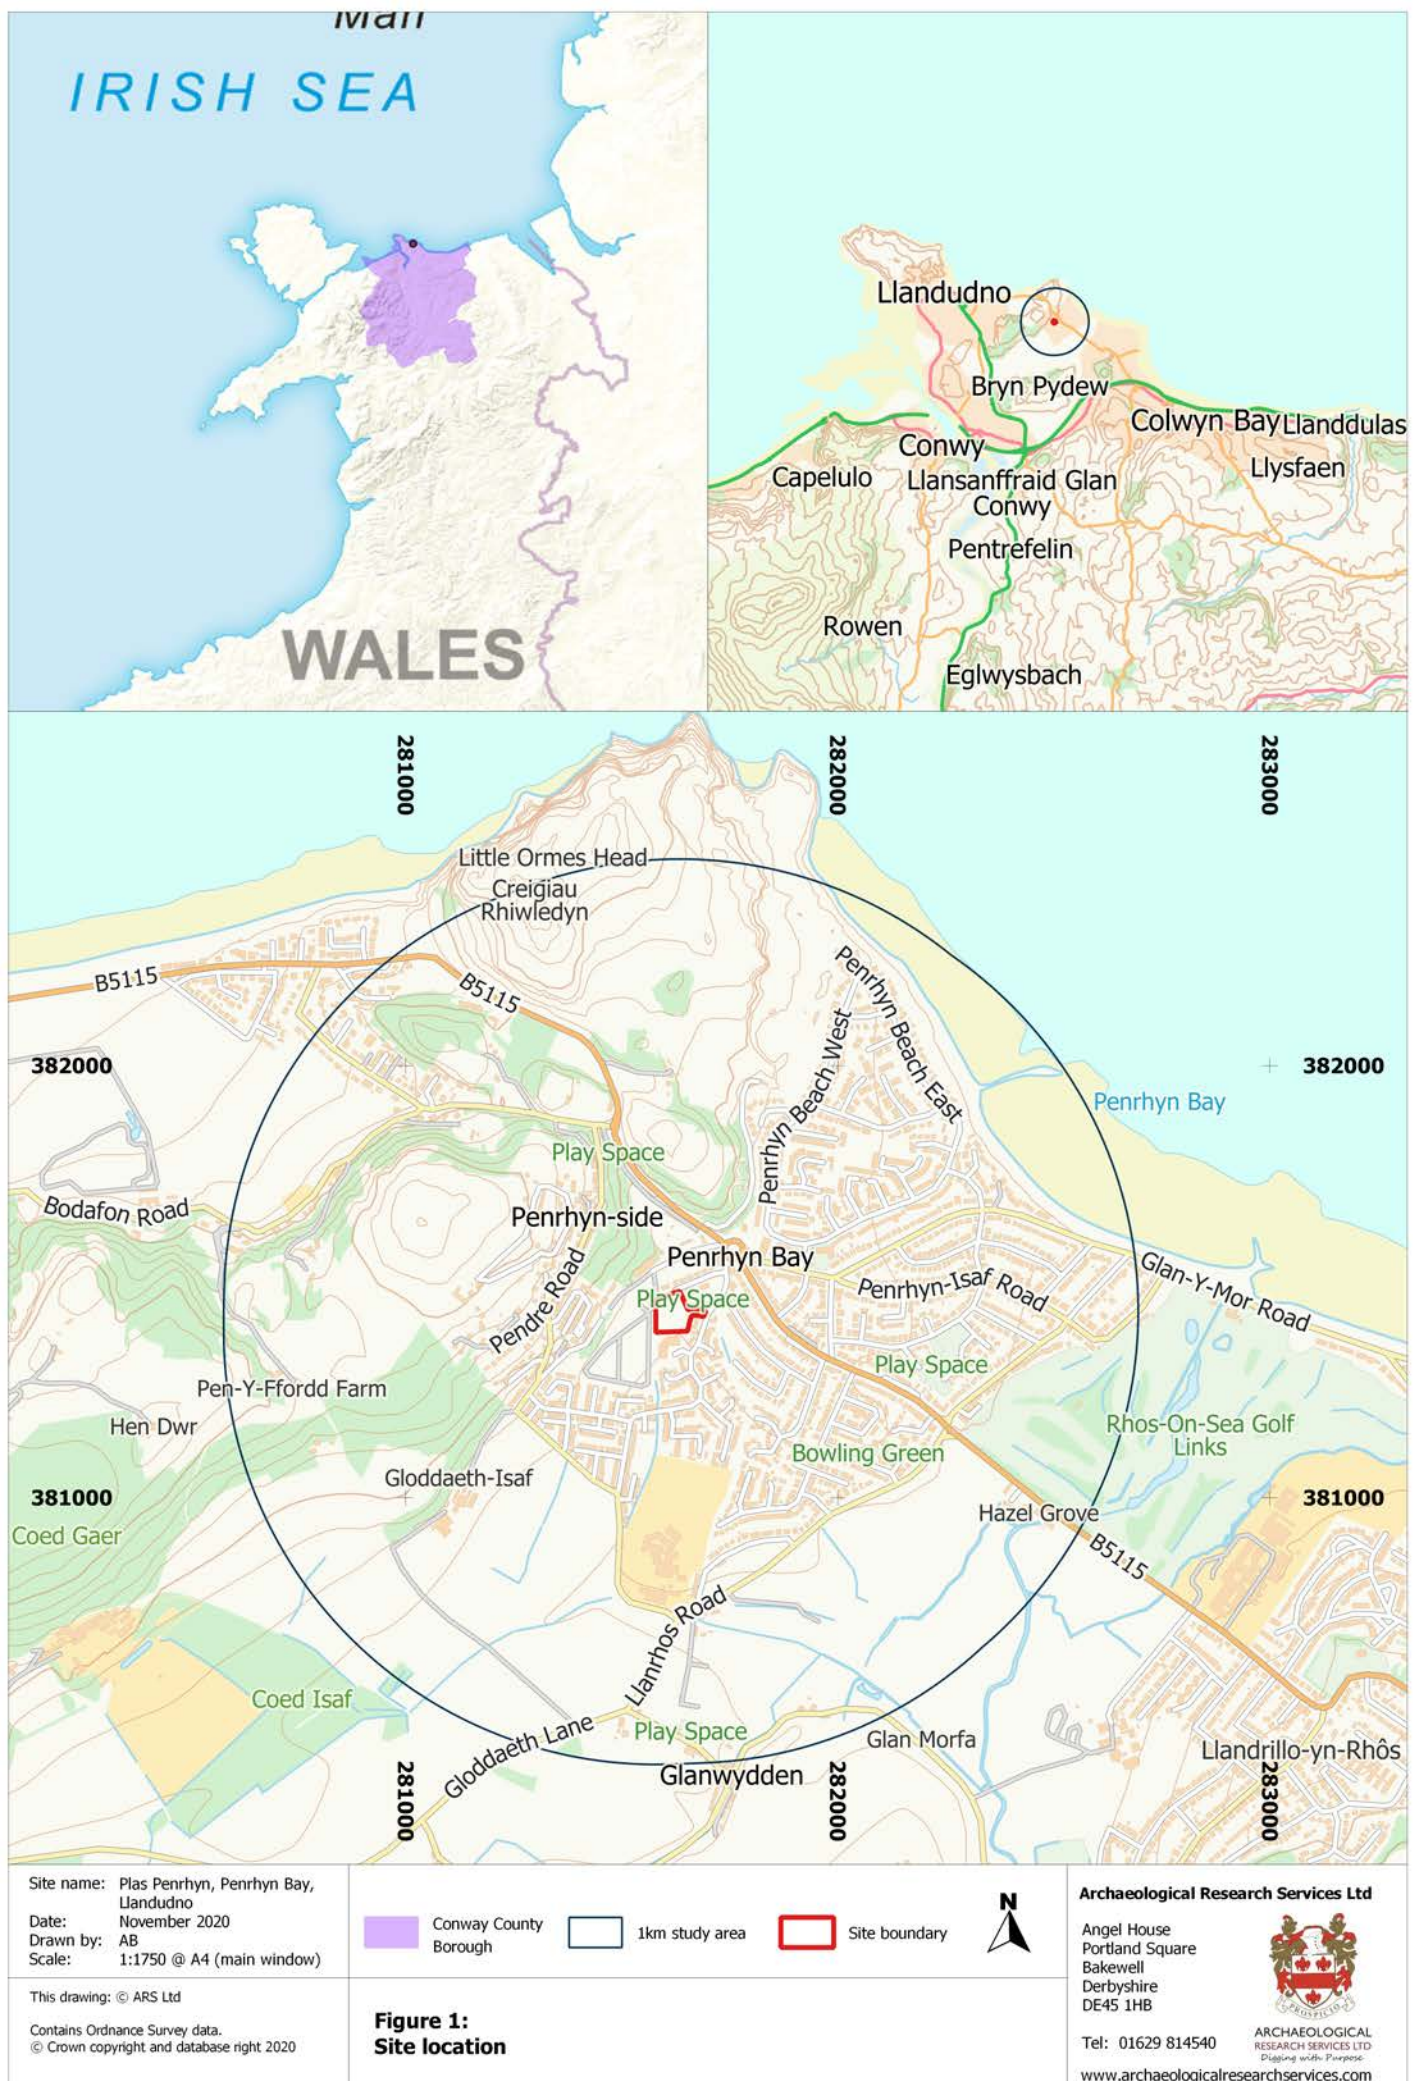 Man
IRISH SEA
WALES
Llandudno
Bryn Pydew
Colwyn Bay
Llanddulas
Conwy
Llysfaen
Capelulo
Llansanffraid Glan
Conwy
Pentrefelin
Rowen
Eglwysbach
281000
282000
283000
Little Ormes Head
Creigiau
Rhiwledyn
B5115
B5115
Penrhyn Beach West
Penrhyn Beach East
382000
382000
Penrhyn Bay
Play Space
Bodafon Road
Penrhyn-side
Penrhyn Bay
Glan-Y-Mor Road
Penrhyn-Isaf Road
Play Space
Pendre Road
Play Space
Pen-Y-Ffordd Farm
Hen Dwr
Rhos-On-Sea Golf
Links
Bowling Green
Gloddaeth-Isaf
381000
381000
Hazel Grove
Coed Gaer
B5115
Llanrhos Road
Coed Isaf
Play Space
Glan Morfa
Gloddaeth Lane
Llandrillo-yn-Rhôs
Glanwydden
281000
282000
283000
Site name: Plas Penrhyn, Penrhyn Bay,
Llandudno
Date: November 2020
Drawn by: AB
Scale: 1:1750 @ A4 (main window)
This drawing: © ARS Ltd
Contains Ordnance Survey data.
© Crown copyright and database right 2020
Conway County
Borough
1km study area
Site boundary
N
Figure 1:
Site location
Archaeological Research Services Ltd
Angel House
Portland Square
Bakewell
Derbyshire
DE45 1HB
Tel: 01629 814540
www.archaeologicalresearchservices.com
PROSPICIO
ARCHAEOLOGICAL
RESEARCH SERVICES LTD
Digging with Purpose